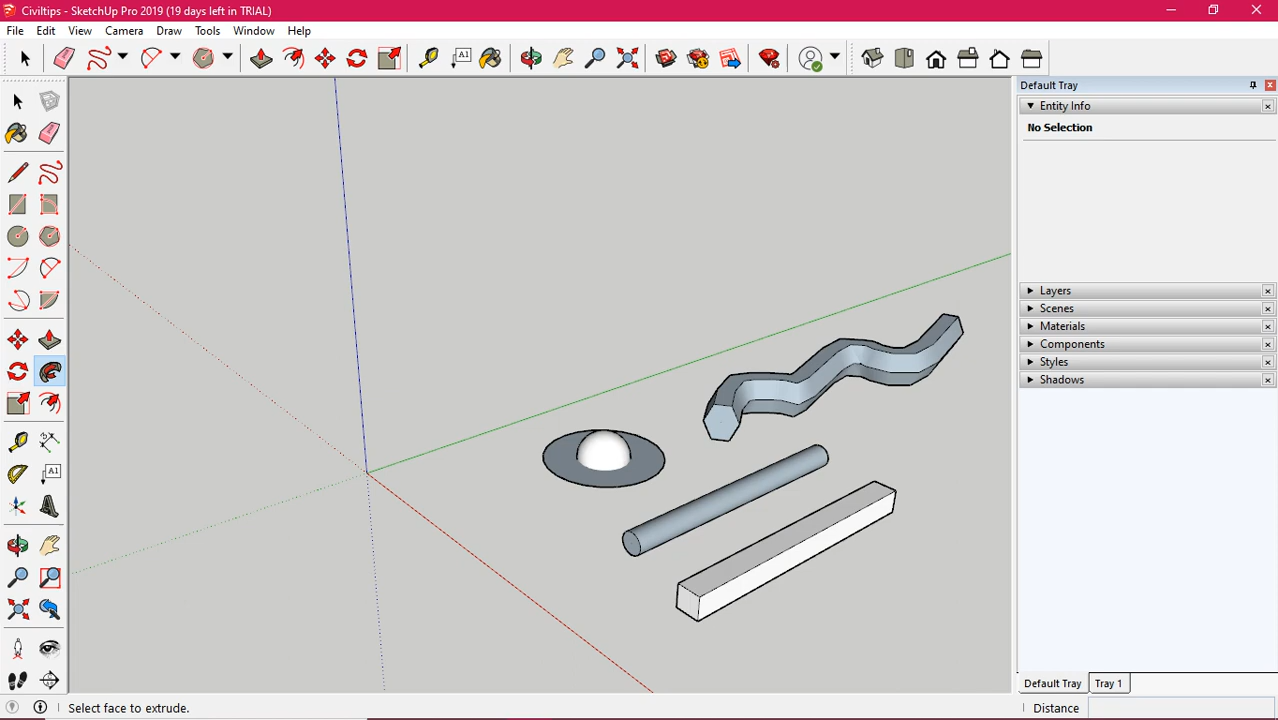 Civiltips - SketchUp Pro 2019 (19 days left in TRIAL)
File Edit View Camera Draw Tools Window Help
A1
Default Tray
Entity Info
No Selection
Layers
Scenes
Materials
Components
Styles
Shadows
A1
Default Tray Tray 1
Select face to extrude.
Distance